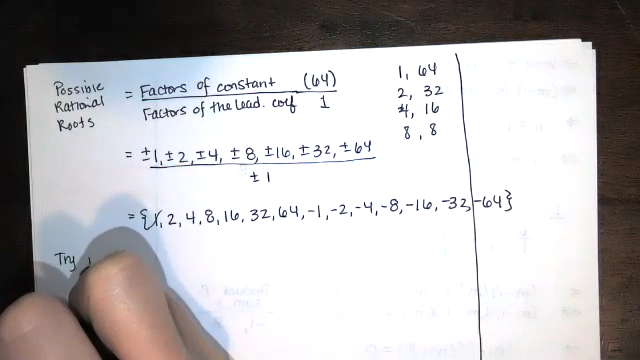 Possible Rational Roots = Factors of constant (64)
Factors of the Lead. coef 1
1, 64
2, 32
4, 16
8, 8
= ±1, ±2, ±4, ±8, ±16, ±32, ±64
±1
= {1, 2, 4, 8, 16, 32, 64, -1, -2, -4, -8, -16, -32, -64}
Try